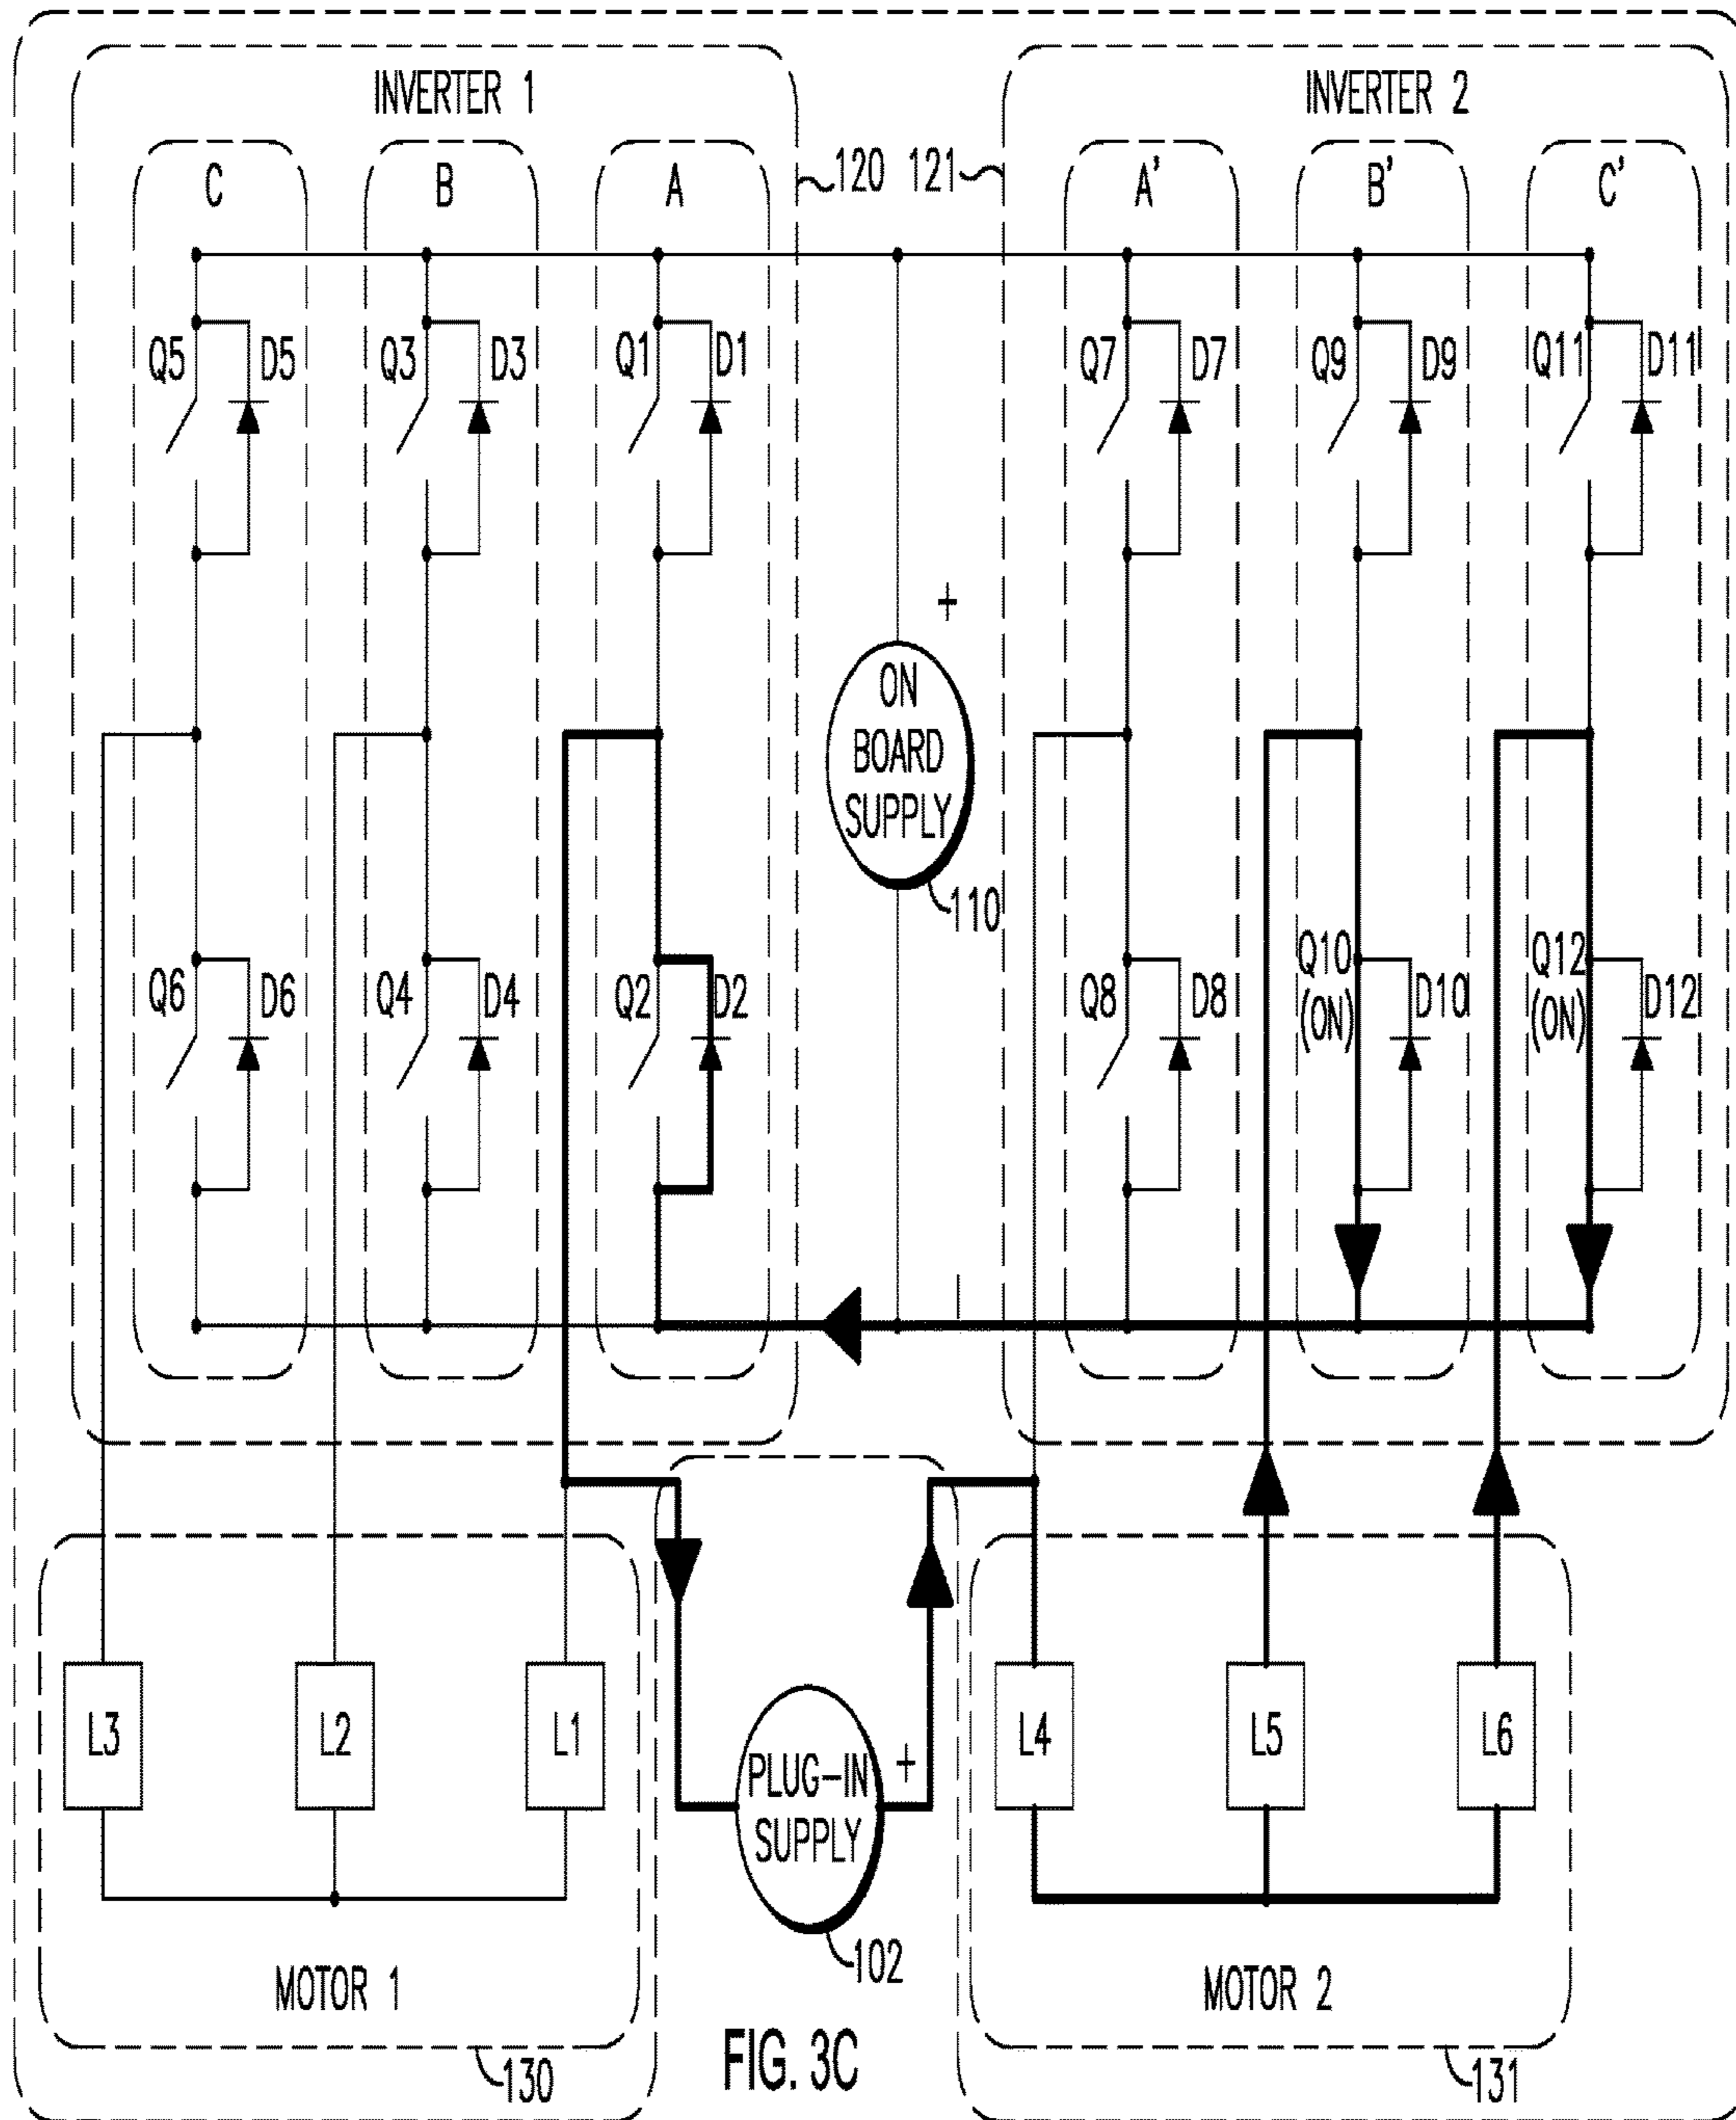 INVERTER 1
INVERTER 2
C
B
A
120
121
A'
B'
C'
Q5
D5
Q3
D3
Q1
D1
Q7
D7
Q9
D9
Q11
D11
+
ON
BOARD
SUPPLY
110
Q6
D6
Q4
D4
Q2
D2
Q8
D8
Q10
(ON)
D10
Q12
(ON)
D12
L3
L2
L1
PLUG-IN
SUPPLY
+
L4
L5
L6
102
MOTOR 1
MOTOR 2
130
FIG. 3C
131